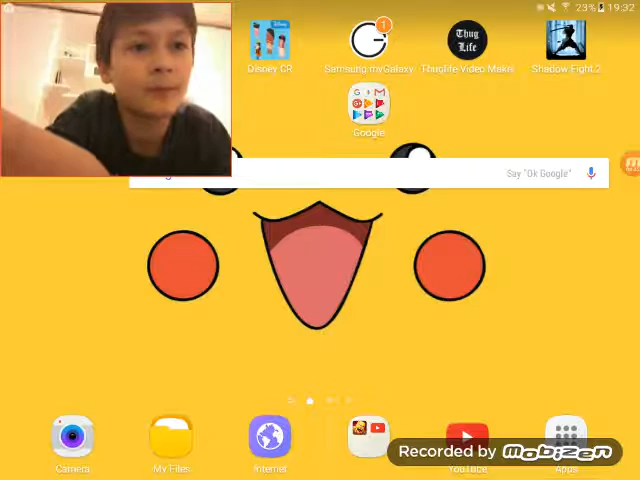 23% 19:32
G 1
Thug
Life
Disney CR Samsung myGalaxy Thuglife Video Maker Shadow Fight 2
Google
Say "Ok Google"
Camera My Files Internet YouTube Apps
Recorded by mobizen